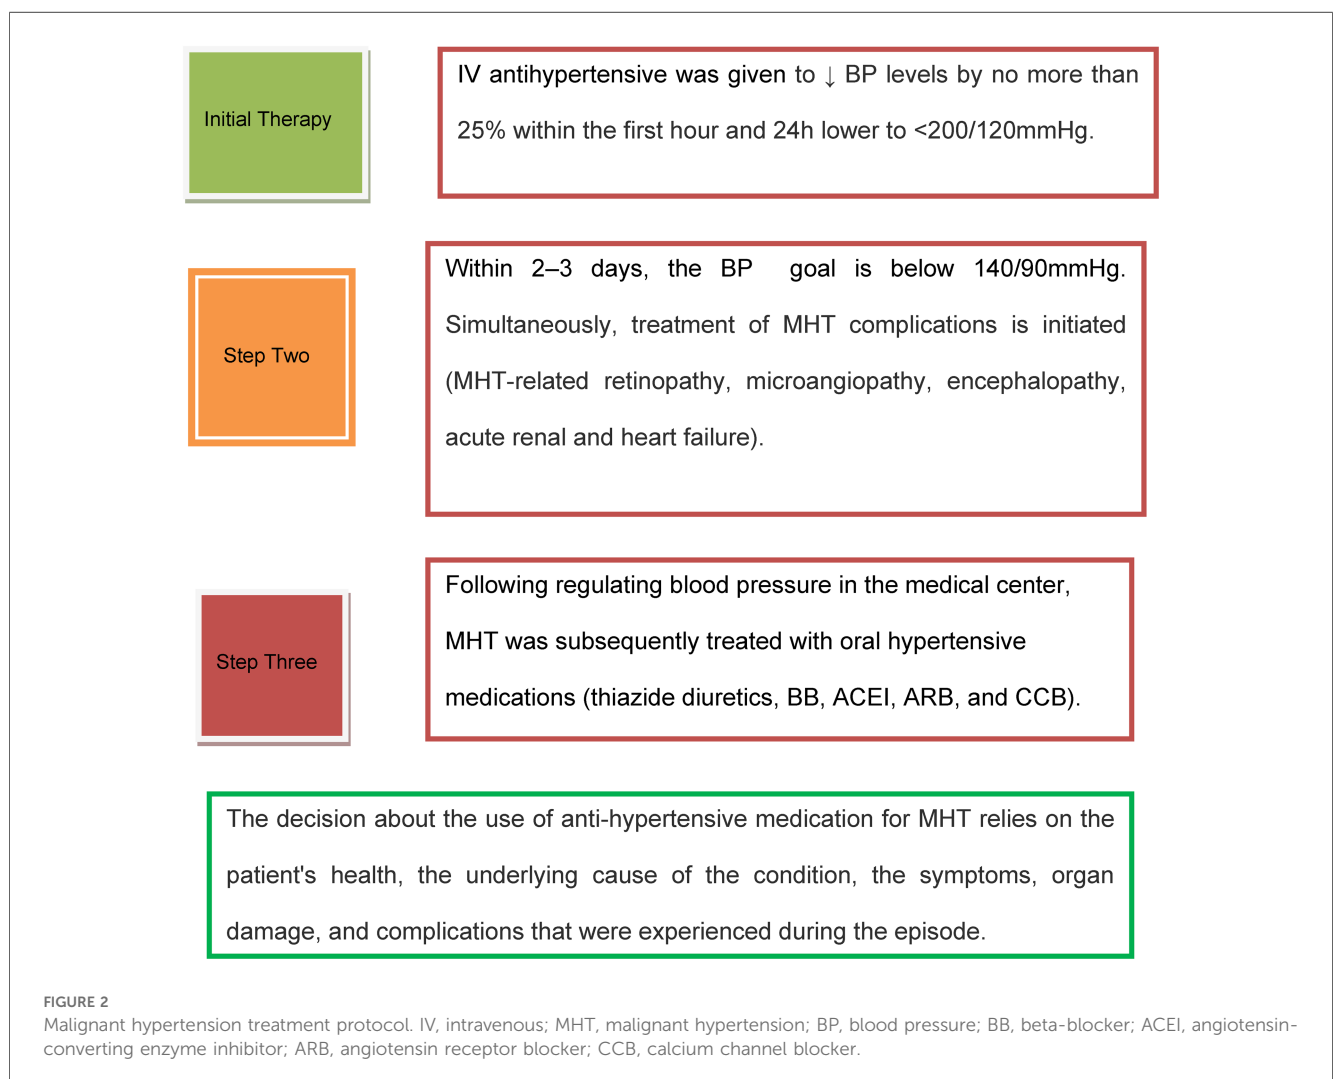 Initial Therapy
IV antihypertensive was given to ↓ BP levels by no more than
25% within the first hour and 24h lower to <200/120mmHg.
Step Two
Within 2–3 days, the BP goal is below 140/90mmHg.
Simultaneously, treatment of MHT complications is initiated
(MHT-related retinopathy, microangiopathy, encephalopathy,
acute renal and heart failure).
Step Three
Following regulating blood pressure in the medical center,
MHT was subsequently treated with oral hypertensive
medications (thiazide diuretics, BB, ACEI, ARB, and CCB).
The decision about the use of anti-hypertensive medication for MHT relies on the
patient's health, the underlying cause of the condition, the symptoms, organ
damage, and complications that were experienced during the episode.
FIGURE 2
Malignant hypertension treatment protocol. IV, intravenous; MHT, malignant hypertension; BP, blood pressure; BB, beta-blocker; ACEI, angiotensin-
converting enzyme inhibitor; ARB, angiotensin receptor blocker; CCB, calcium channel blocker.